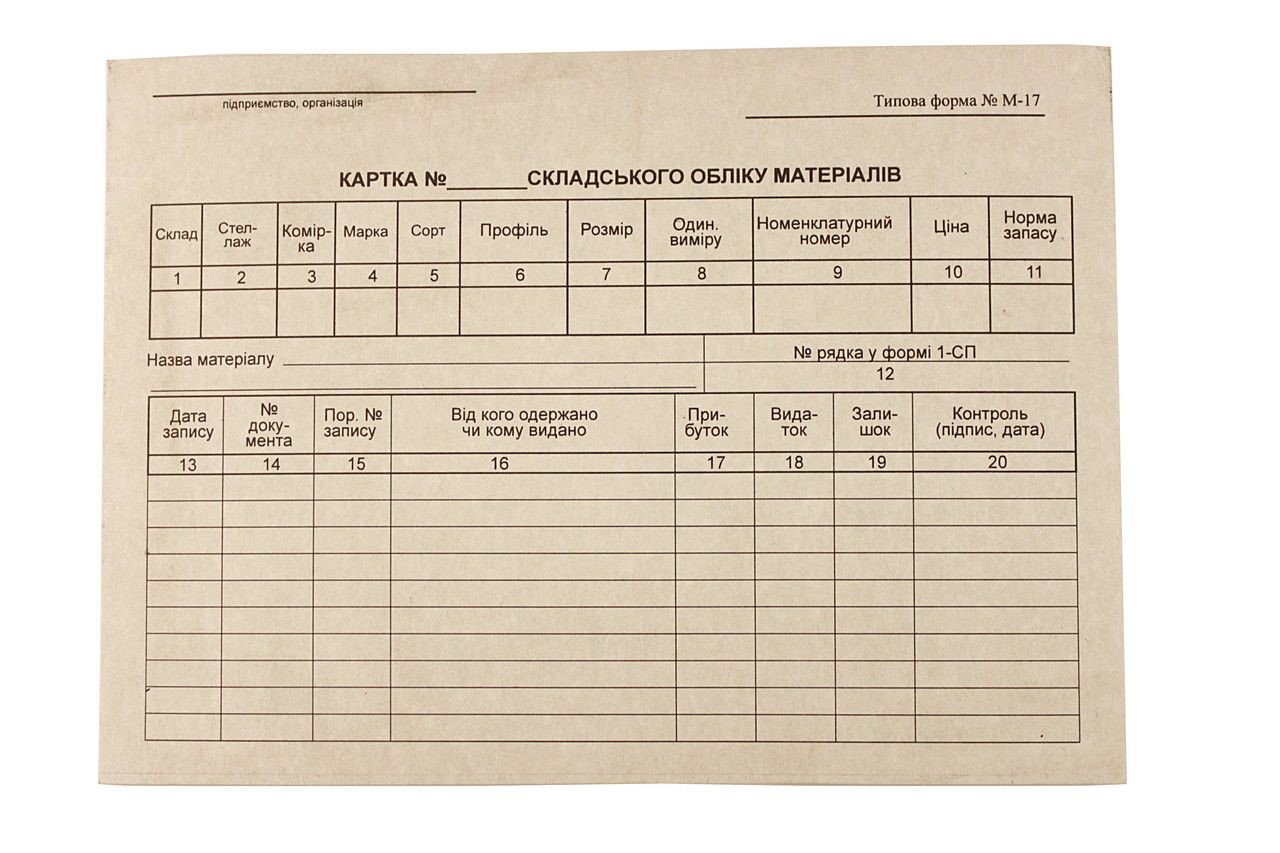 підприємство, організація
Типова форма № М-17
КАРТКА №_______СКЛАДСЬКОГО ОБЛІКУ МАТЕРІАЛІВ
Склад
Стел-
лаж
Комір-
ка
Марка
Сорт
Профіль
Розмір
Один.
виміру
Номенклатурний
номер
Ціна
Норма
запасу
1 2 3 4 5 6 7 8 9 10 11
Назва матеріалу
№ рядка у формі 1-СП
12
Дата
запису
№
доку-
мента
Пор. №
запису
Від кого одержано
чи кому видано
При-
буток
Вида-
ток
Зали-
шок
Контроль
(підпис, дата)
13 14 15 16 17 18 19 20